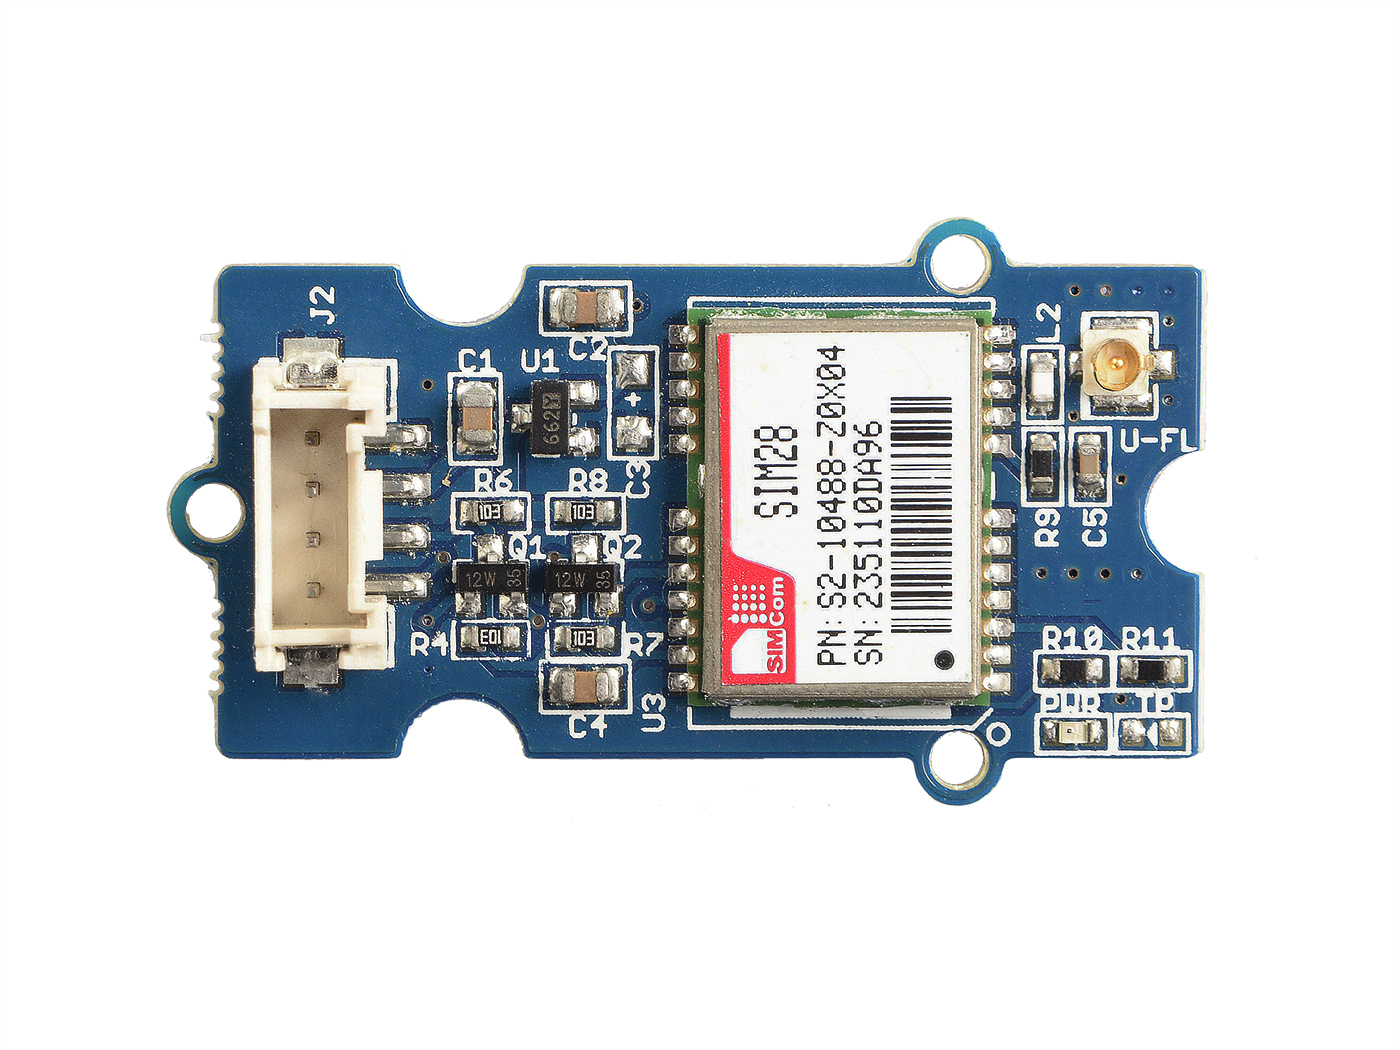 J2
C2
C1
U1
662
+
C3
R6
R8
103
103
Q1
Q2
12W
35
12W
35
R4
103
103
R7
C4
U3
SIM28
PN:S2-10488-Z0X04
SN:235110DA96
SIMCom
L2
U-FL
R9
C5
R10
R11
PWR
TP